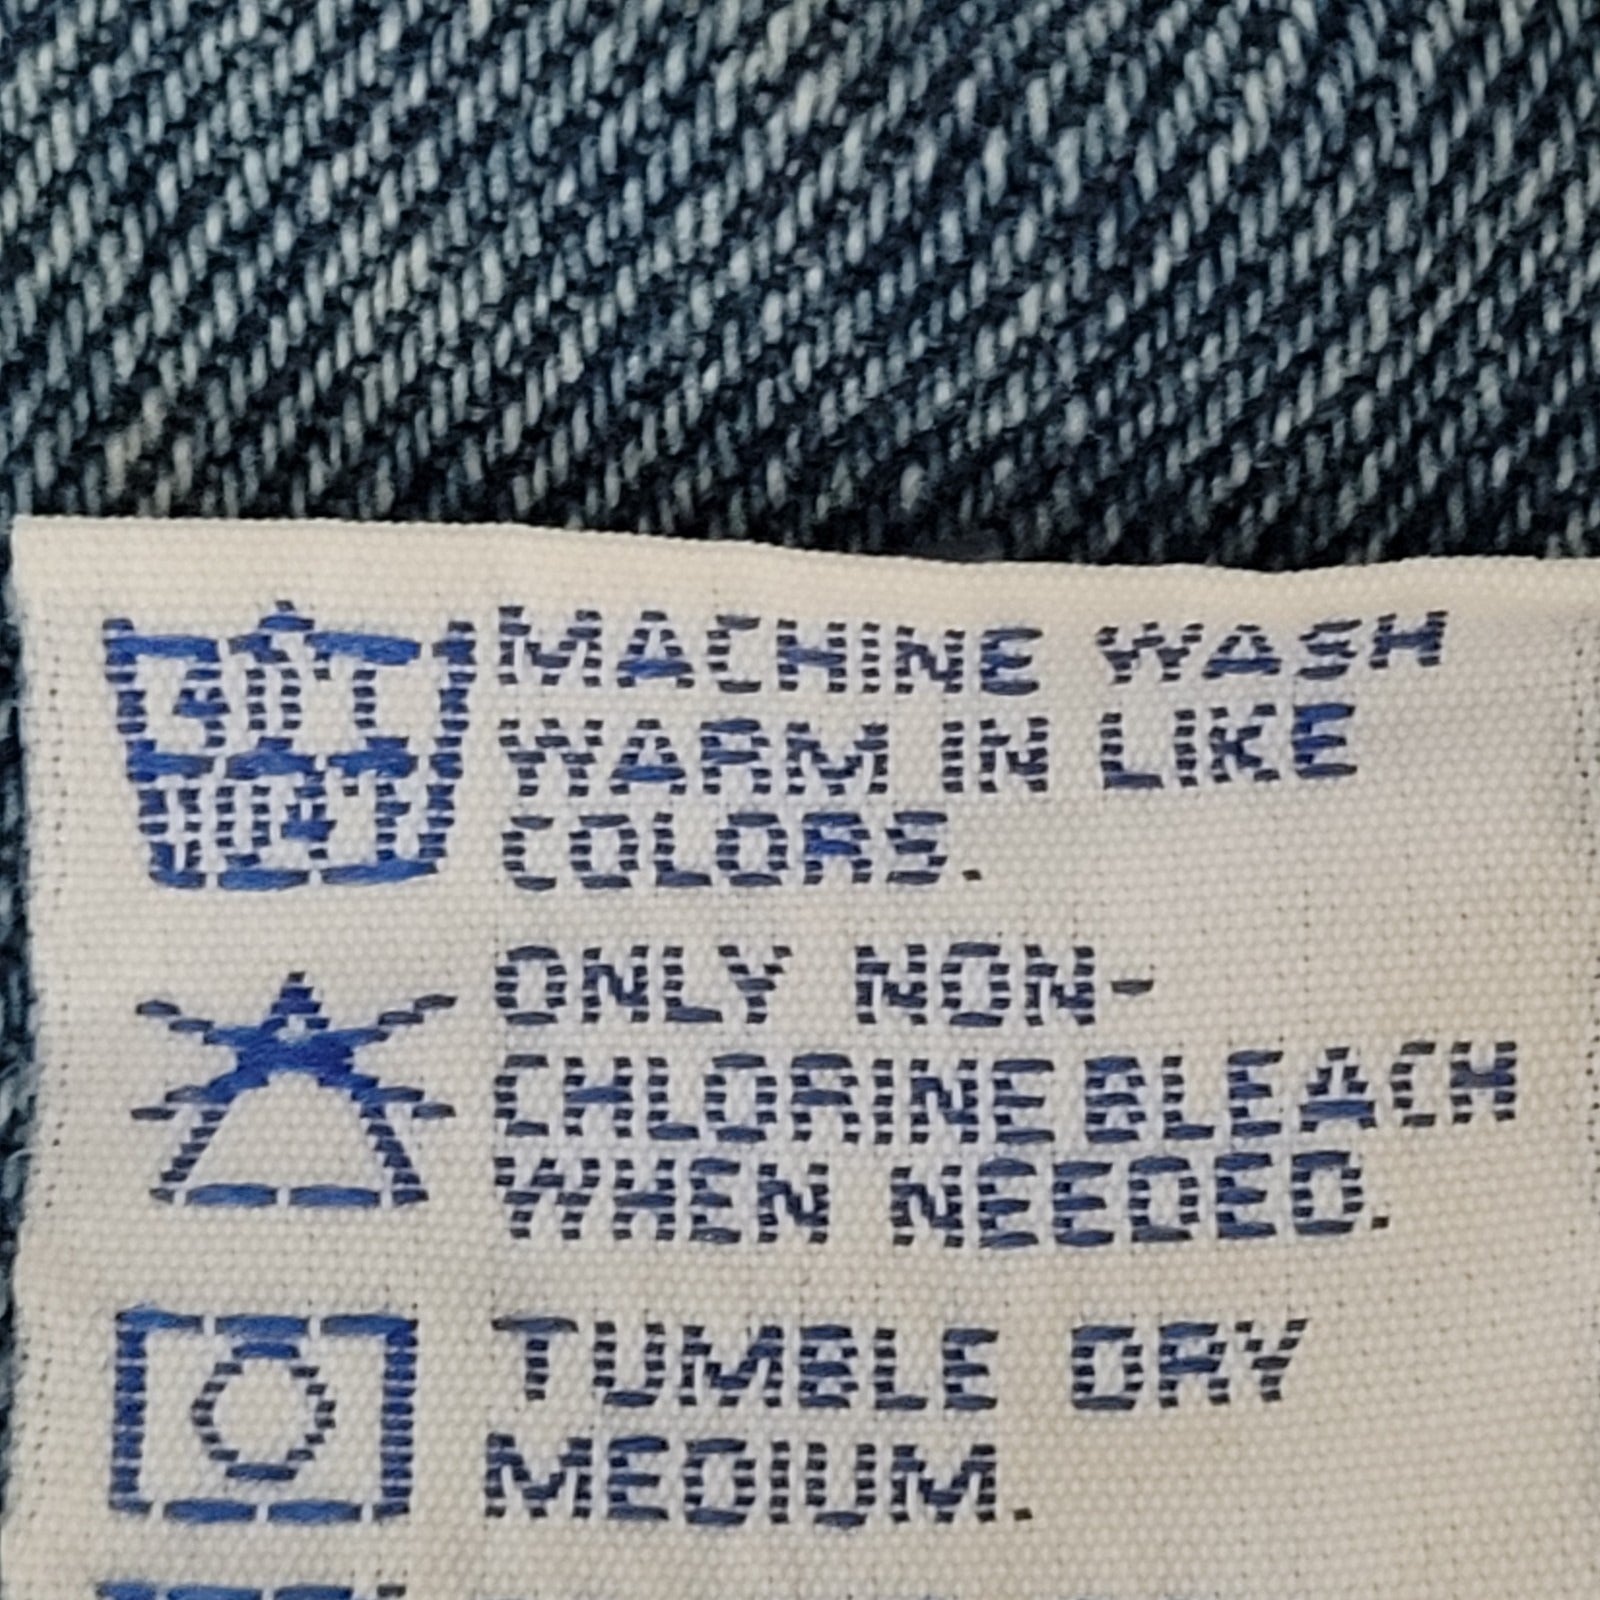 MACHINE WASH
WARM IN LIKE
COLORS.
ONLY NON-
CHLORINE BLEACH
WHEN NEEDED.
TUMBLE DRY
MEDIUM.